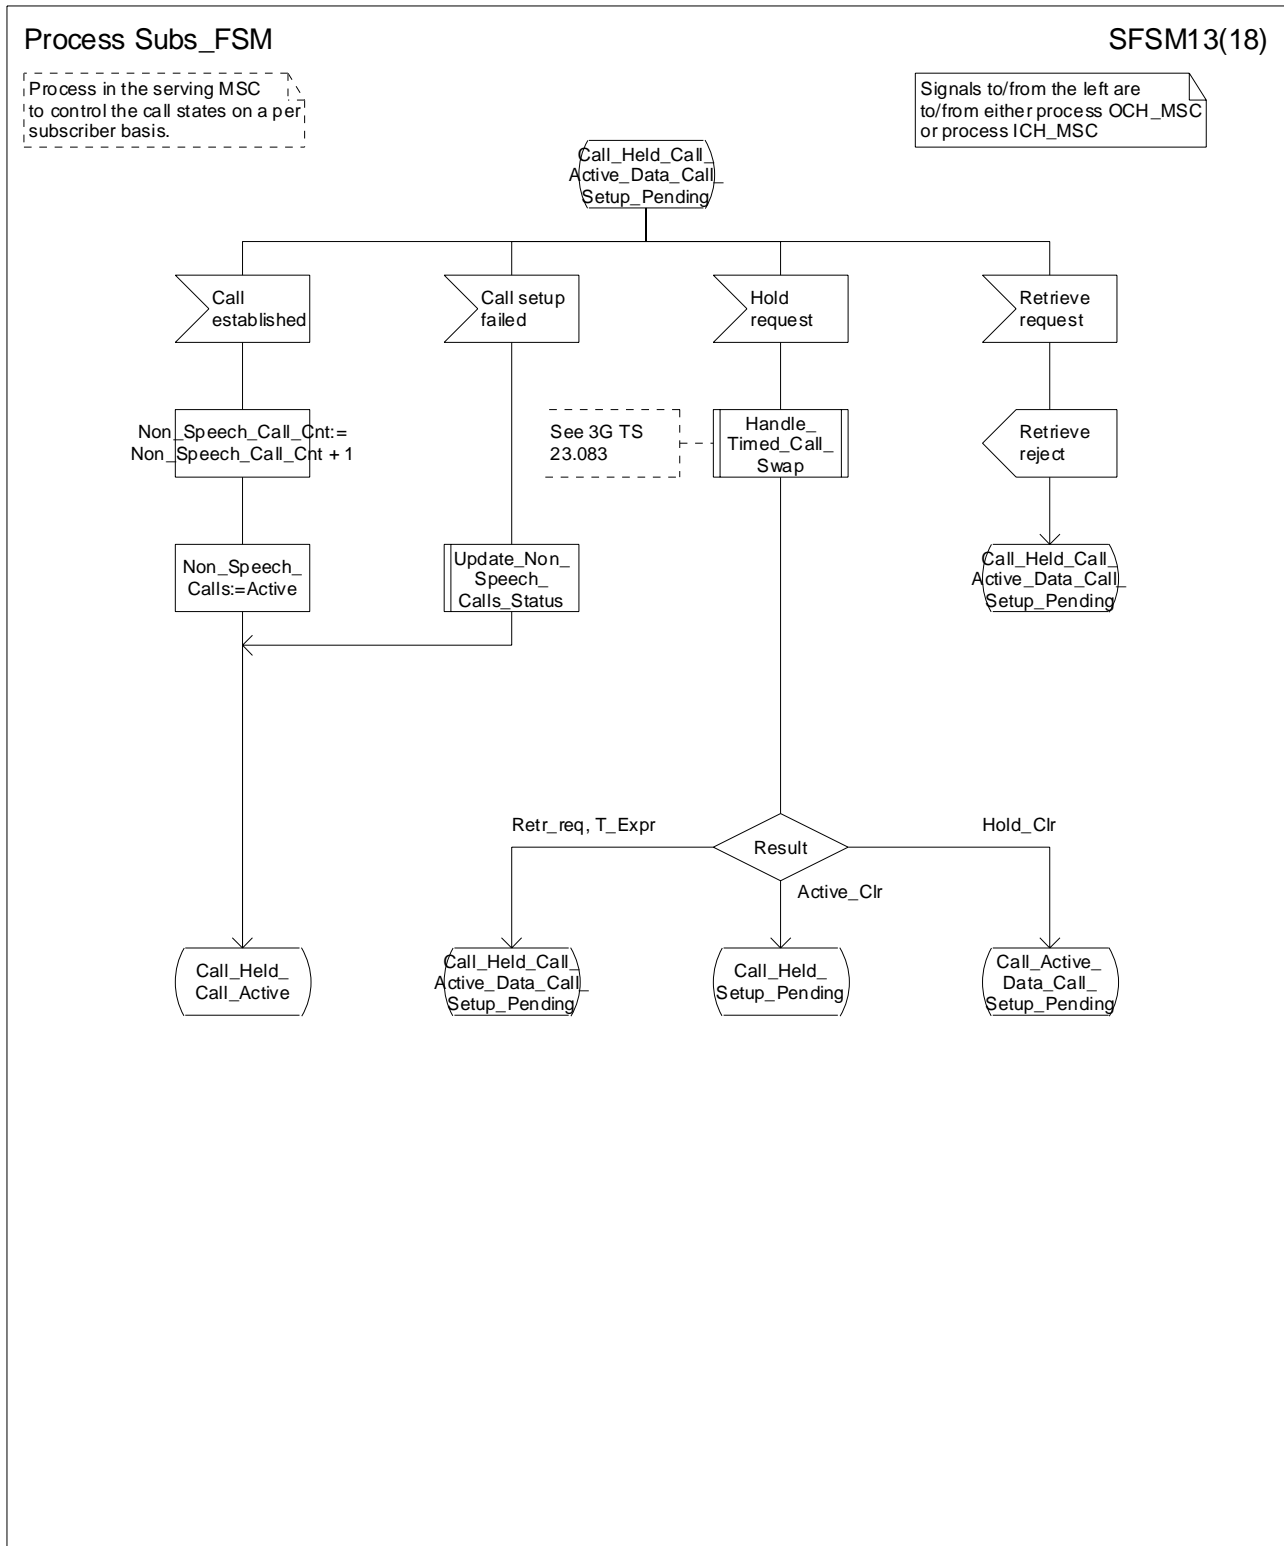 Process Subs_FSM
SFSM13(18)
Process in the serving MSC
to control the call states on a per
subscriber basis.
Signals to/from the left are
to/from either process OCH_MSC
or process ICH_MSC
Call_Held_Call_
Active_Data_Call_
Setup_Pending
Call
established
Call setup
failed
Hold
request
Retrieve
request
Non_Speech_Call_Cnt:=
Non_Speech_Call_Cnt + 1
See 3G TS
23.083
Handle_
Timed_Call_
Swap
Retrieve
reject
Non_Speech_
Calls:=Active
Update_Non_
Speech_
Calls_Status
Call_Held_Call_
Active_Data_Call_
Setup_Pending
Retr_req, T_Expr
Result
Hold_Clr
Active_Clr
Call_Held_
Call_Active
Call_Held_Call_
Active_Data_Call_
Setup_Pending
Call_Held_
Setup_Pending
Call_Active_
Data_Call_
Setup_Pending